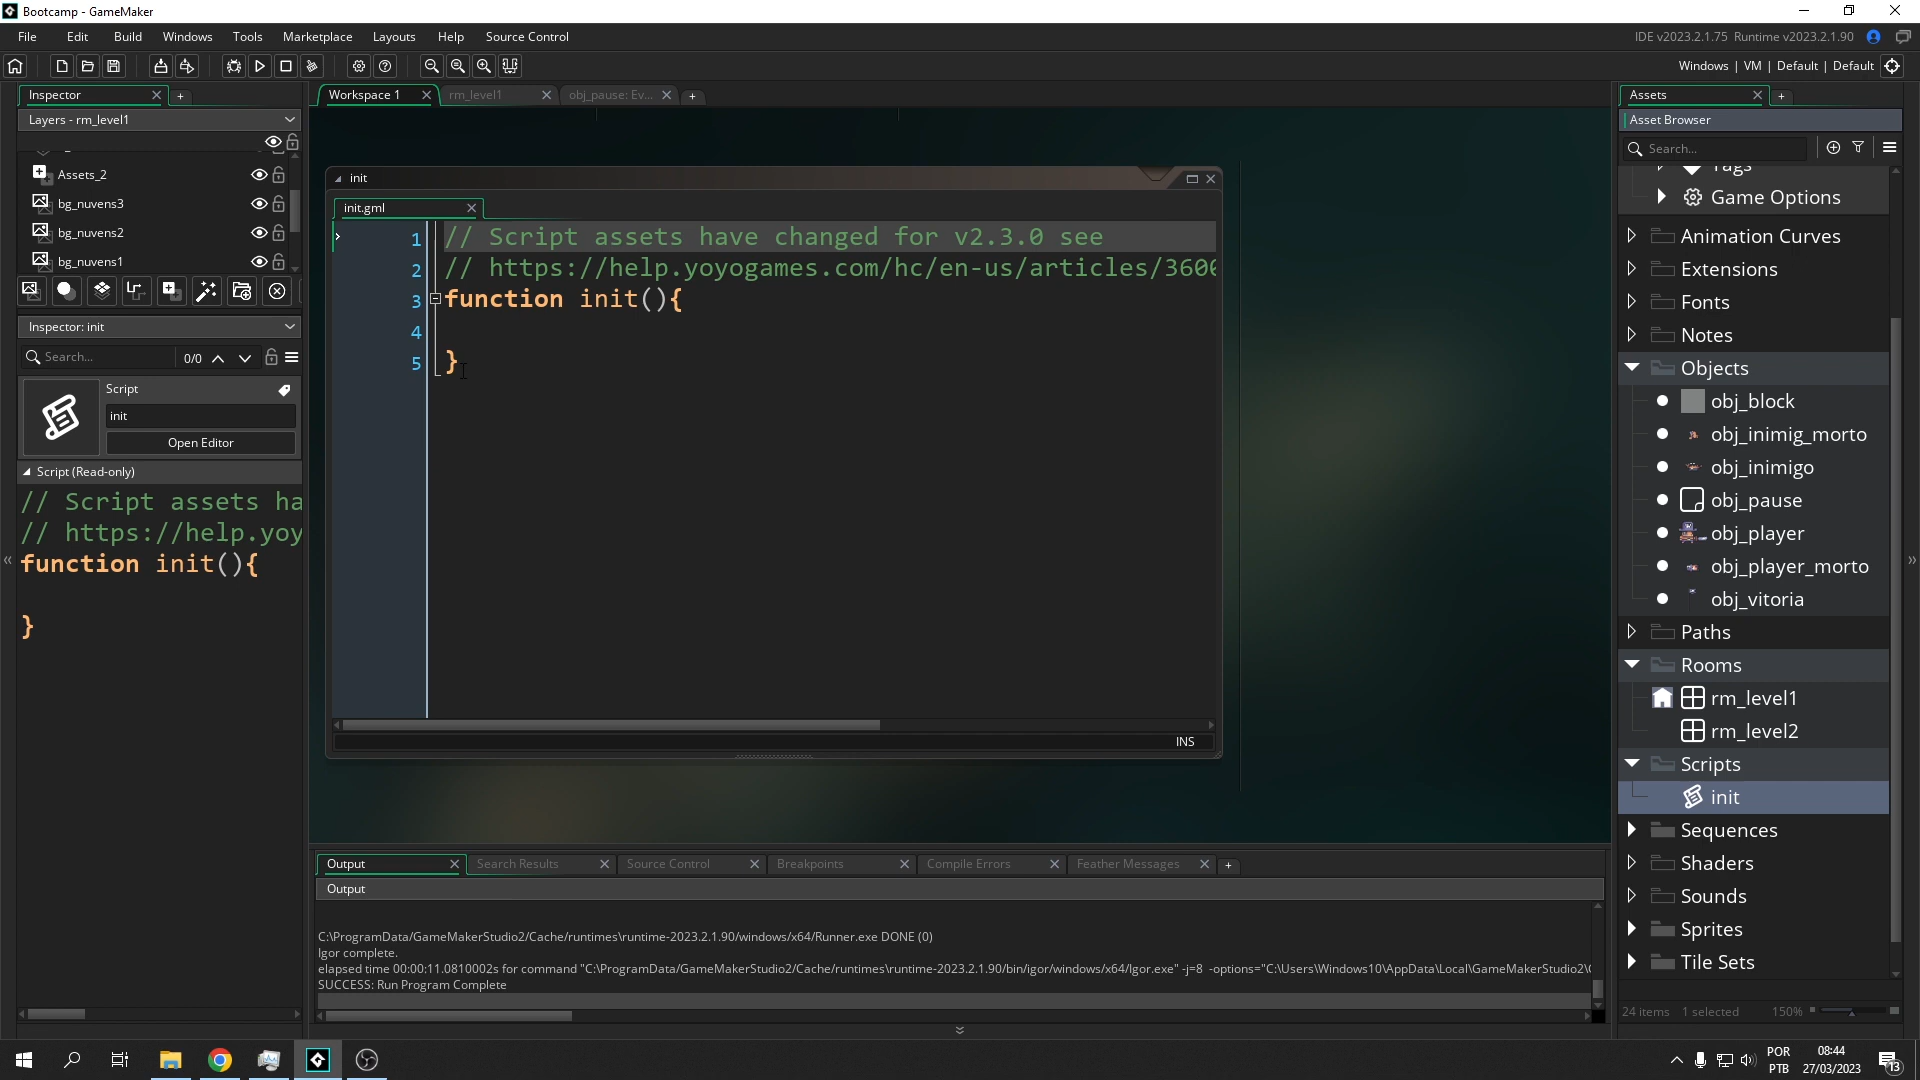 Bootcamp - GameMaker
File Edit Build Windows Tools Marketplace Layouts Help Source Control
IDE v2023.2.1.75 Runtime v2023.2.1.90
Windows | VM | Default | Default
Inspector
Layers - rm_level1
Assets_2
bg_nuvens3
bg_nuvens2
bg_nuvens1
Inspector: init
Search...
0/0
Script
init
Open Editor
Script (Read-only)
// Script assets ha
// https://help.yoy
function init(){
}
Workspace 1
rm_level1
obj_pause: Ev...
init
init.gml
1 // Script assets have changed for v2.3.0 see
2 // https://help.yoyogames.com/hc/en-us/articles/3600
3 function init(){
4
5 }
INS
Output
Search Results
Source Control
Breakpoints
Compile Errors
Feather Messages
Output
C:\ProgramData/GameMakerStudio2/Cache/runtimes\runtime-2023.2.1.90/windows/x64/Runner.exe DONE (0)
Igor complete.
elapsed time 00:00:11.0810002s for command "C:\ProgramData/GameMakerStudio2/Cache/runtimes\runtime-2023.2.1.90/bin/igor/windows/x64/Igor.exe" -j=8 -options="C:\Users\Windows10\AppData\Local\GameMakerStudio2\
SUCCESS: Run Program Complete
Assets
Asset Browser
Search...
Tags
Game Options
Animation Curves
Extensions
Fonts
Notes
Objects
obj_block
obj_inimig_morto
obj_inimigo
obj_pause
obj_player
obj_player_morto
obj_vitoria
Paths
Rooms
rm_level1
rm_level2
Scripts
init
Sequences
Shaders
Sounds
Sprites
Tile Sets
24 items 1 selected 150%
POR
PTB
08:44
27/03/2023
13